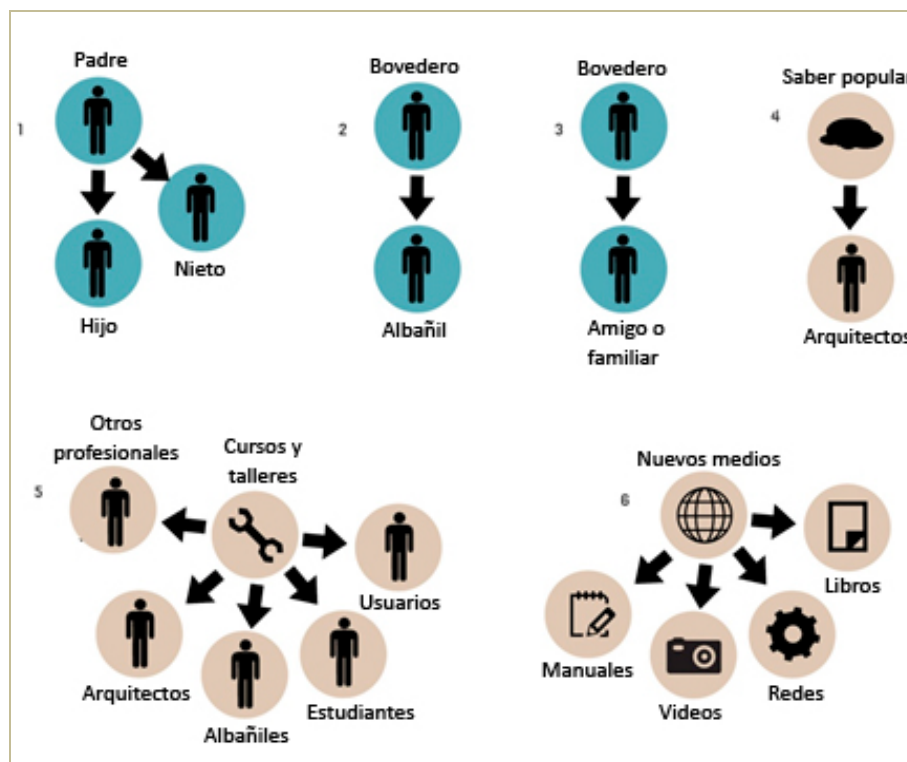 Padre
1
Nieto
Hijo
Bovedero
2
Albañil
Bovedero
3
Amigo o
familiar
Saber popular
4
Arquitectos
Otros
profesionales
5
Cursos y
talleres
Usuarios
Arquitectos
Albañiles
Estudiantes
Nuevos medios
6
Libros
Manuales
Videos
Redes